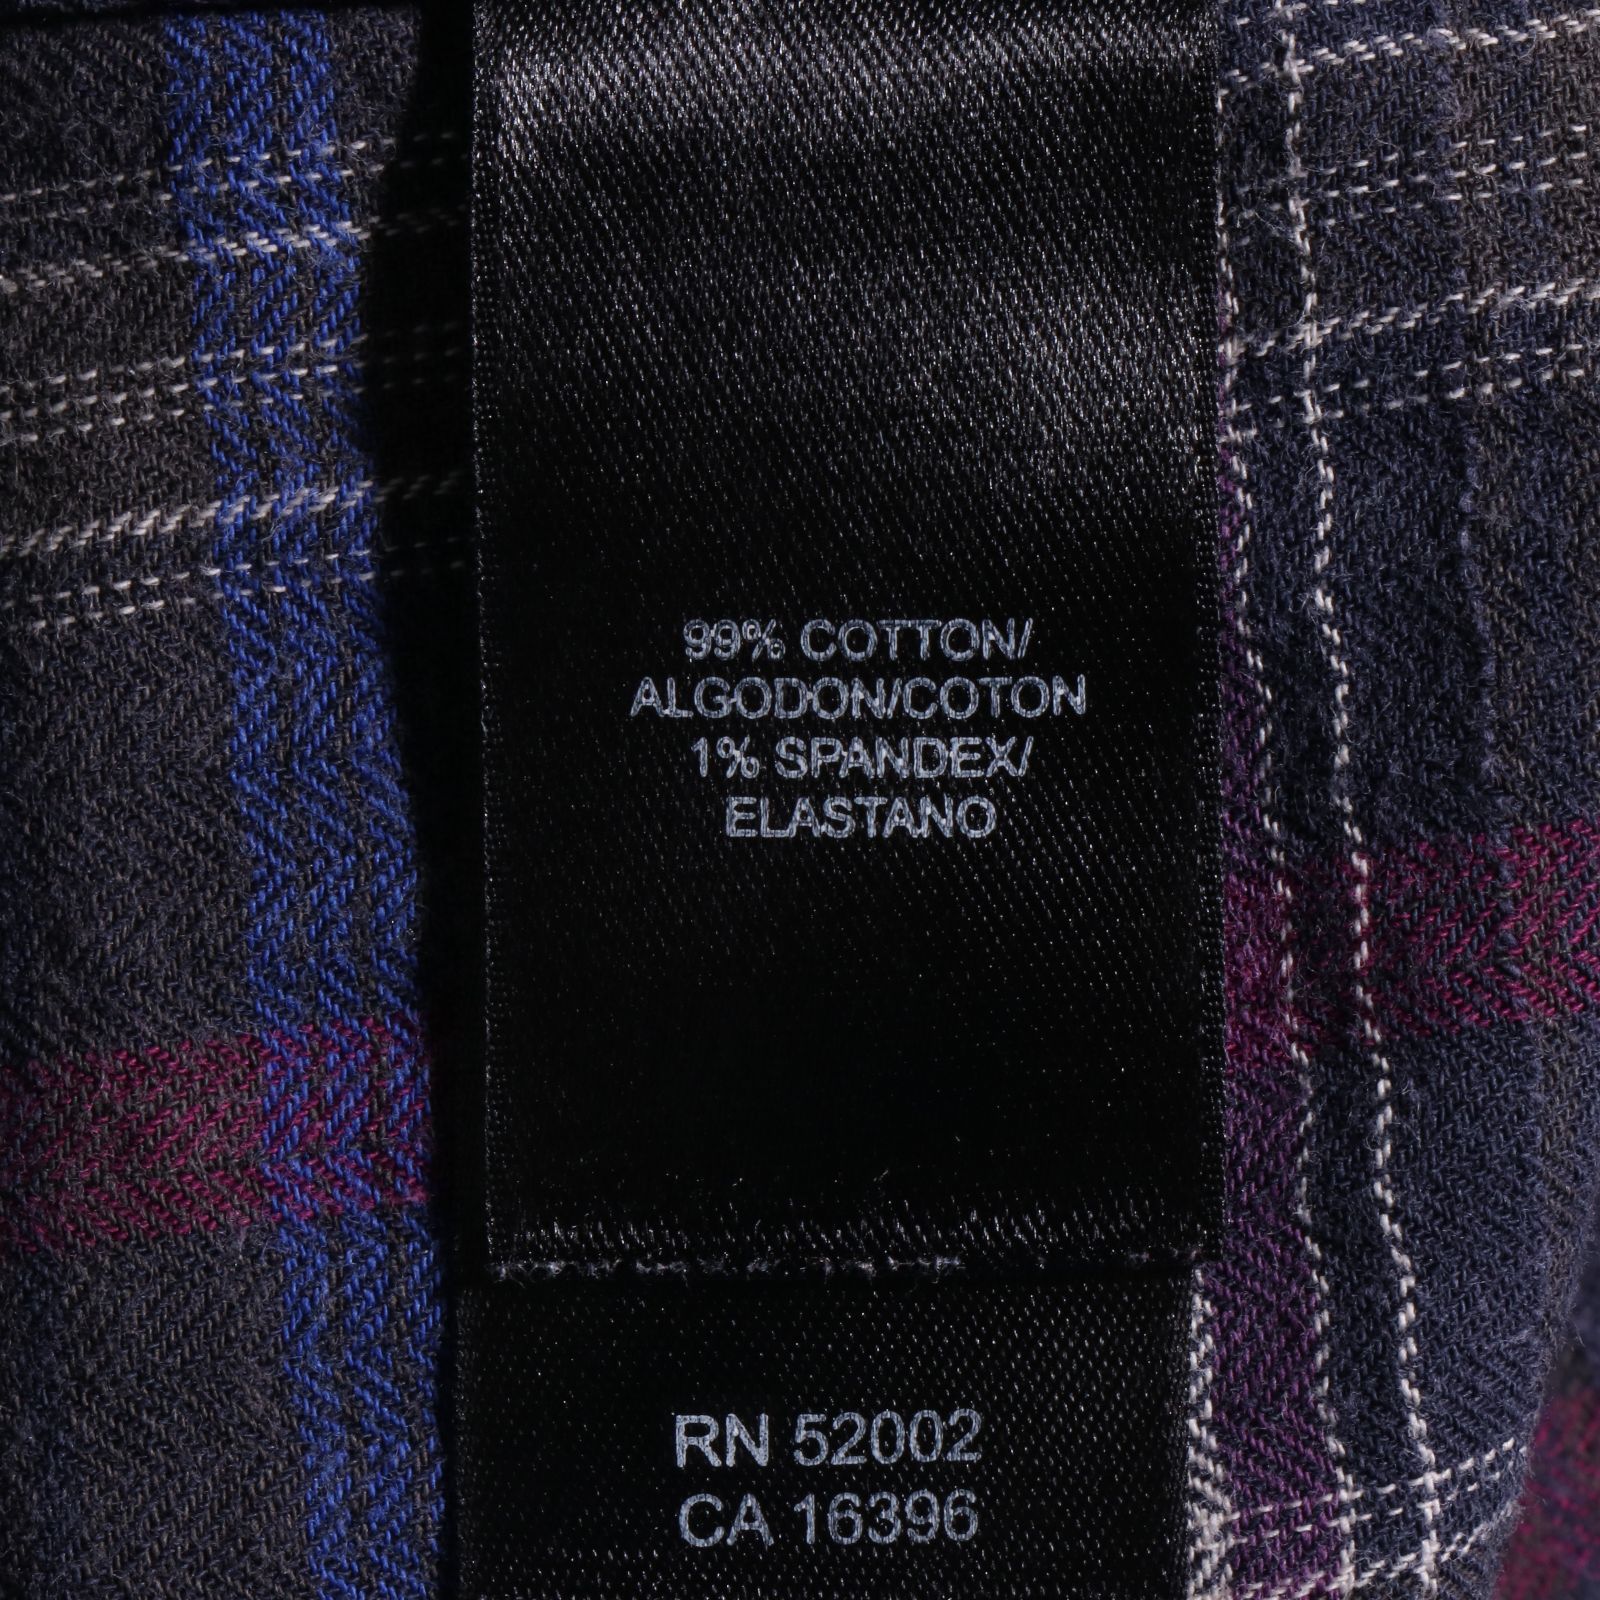 99% COTTON/
ALGODON/COTON
1% SPANDEX/
ELASTANO
RN 52002
CA 16396